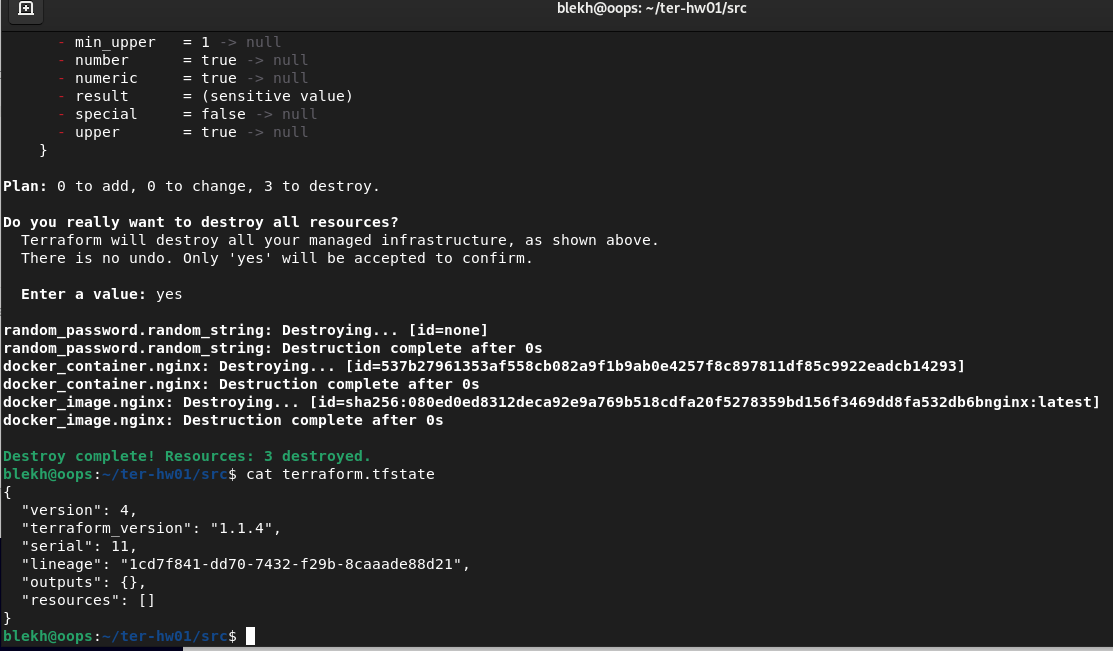 blekh@oops: ~/ter-hw01/src
- min_upper = 1 -> null
- number = true -> null
- numeric = true -> null
- result = (sensitive value)
- special = false -> null
- upper = true -> null
}
Plan: 0 to add, 0 to change, 3 to destroy.
Do you really want to destroy all resources?
Terraform will destroy all your managed infrastructure, as shown above.
There is no undo. Only 'yes' will be accepted to confirm.
Enter a value: yes
random_password.random_string: Destroying... [id=none]
random_password.random_string: Destruction complete after 0s
docker_container.nginx: Destroying... [id=537b27961353af558cb082a9f1b9ab0e4257f8c897811df85c9922eadcb14293]
docker_container.nginx: Destruction complete after 0s
docker_image.nginx: Destroying... [id=sha256:080ed0ed8312deca92e9a769b518cdfa20f5278359bd156f3469dd8fa532db6bnginx:latest]
docker_image.nginx: Destruction complete after 0s
Destroy complete! Resources: 3 destroyed.
blekh@oops:~/ter-hw01/src$ cat terraform.tfstate
{
"version": 4,
"terraform_version": "1.1.4",
"serial": 11,
"lineage": "1cd7f841-dd70-7432-f29b-8caaade88d21",
"outputs": {},
"resources": []
}
blekh@oops:~/ter-hw01/src$